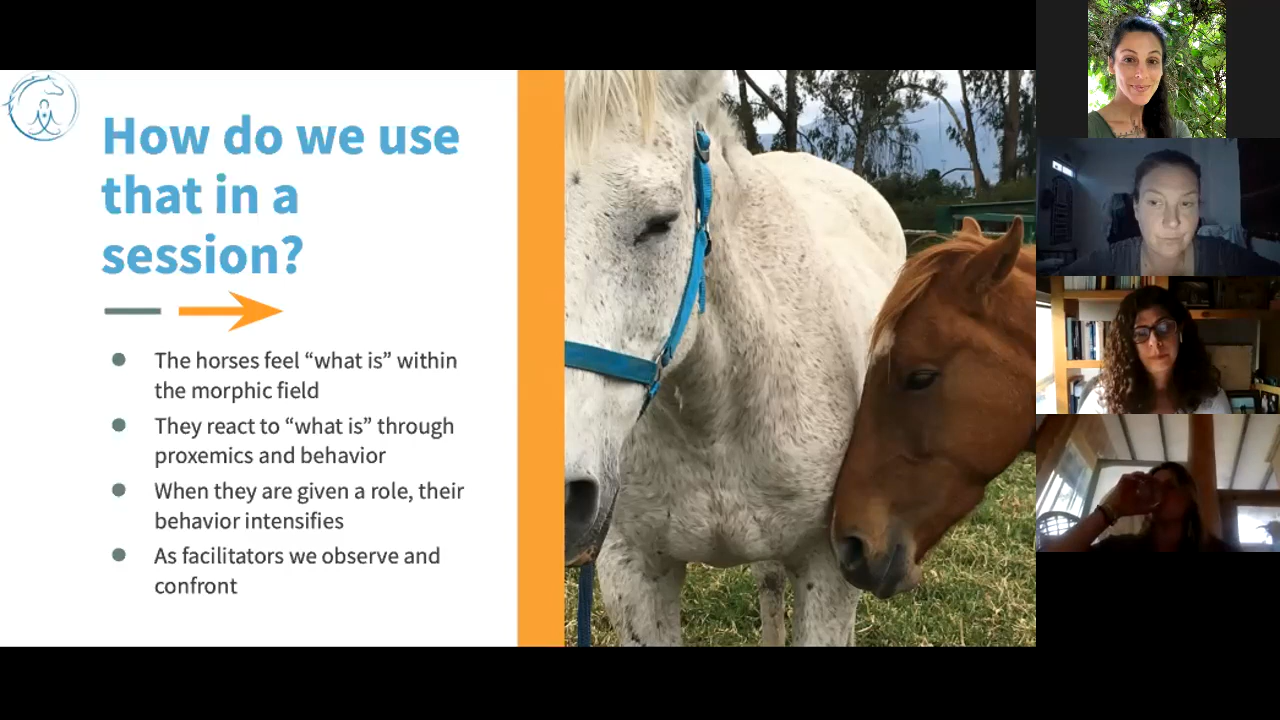 How do we use
that in a
session?
The horses feel “what is” within
the morphic field
They react to “what is” through
proxemics and behavior
When they are given a role, their
behavior intensifies
As facilitators we observe and
confront